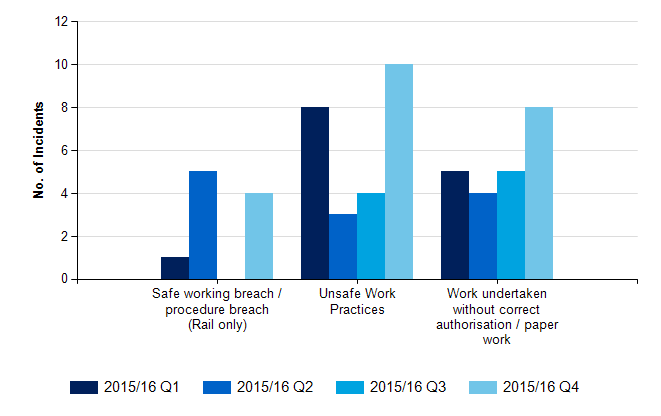 12
10
8
6
4
2
0
No. of Incidents
Safe working breach /
procedure breach
(Rail only)
Unsafe Work
Practices
Work undertaken
without correct
authorisation / paper
work
2015/16 Q1
2015/16 Q2
2015/16 Q3
2015/16 Q4